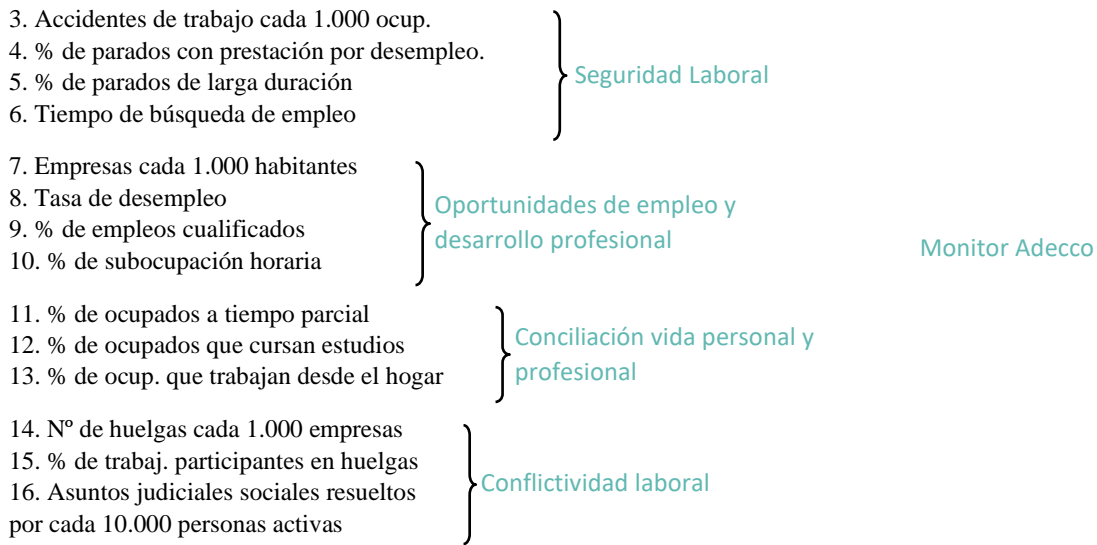 3. Accidentes de trabajo cada 1.000 ocup.
4. % de parados con prestación por desempleo.
5. % de parados de larga duración
6. Tiempo de búsqueda de empleo
Seguridad Laboral
7. Empresas cada 1.000 habitantes
8. Tasa de desempleo
9. % de empleos cualificados
10. % de subocupación horaria
Oportunidades de empleo y
desarrollo profesional
Monitor Adecco
11. % de ocupados a tiempo parcial
12. % de ocupados que cursan estudios
13. % de ocup. que trabajan desde el hogar
Conciliación vida personal y
profesional
14. Nº de huelgas cada 1.000 empresas
15. % de trabaj. participantes en huelgas
16. Asuntos judiciales sociales resueltos
por cada 10.000 personas activas
Conflictividad laboral